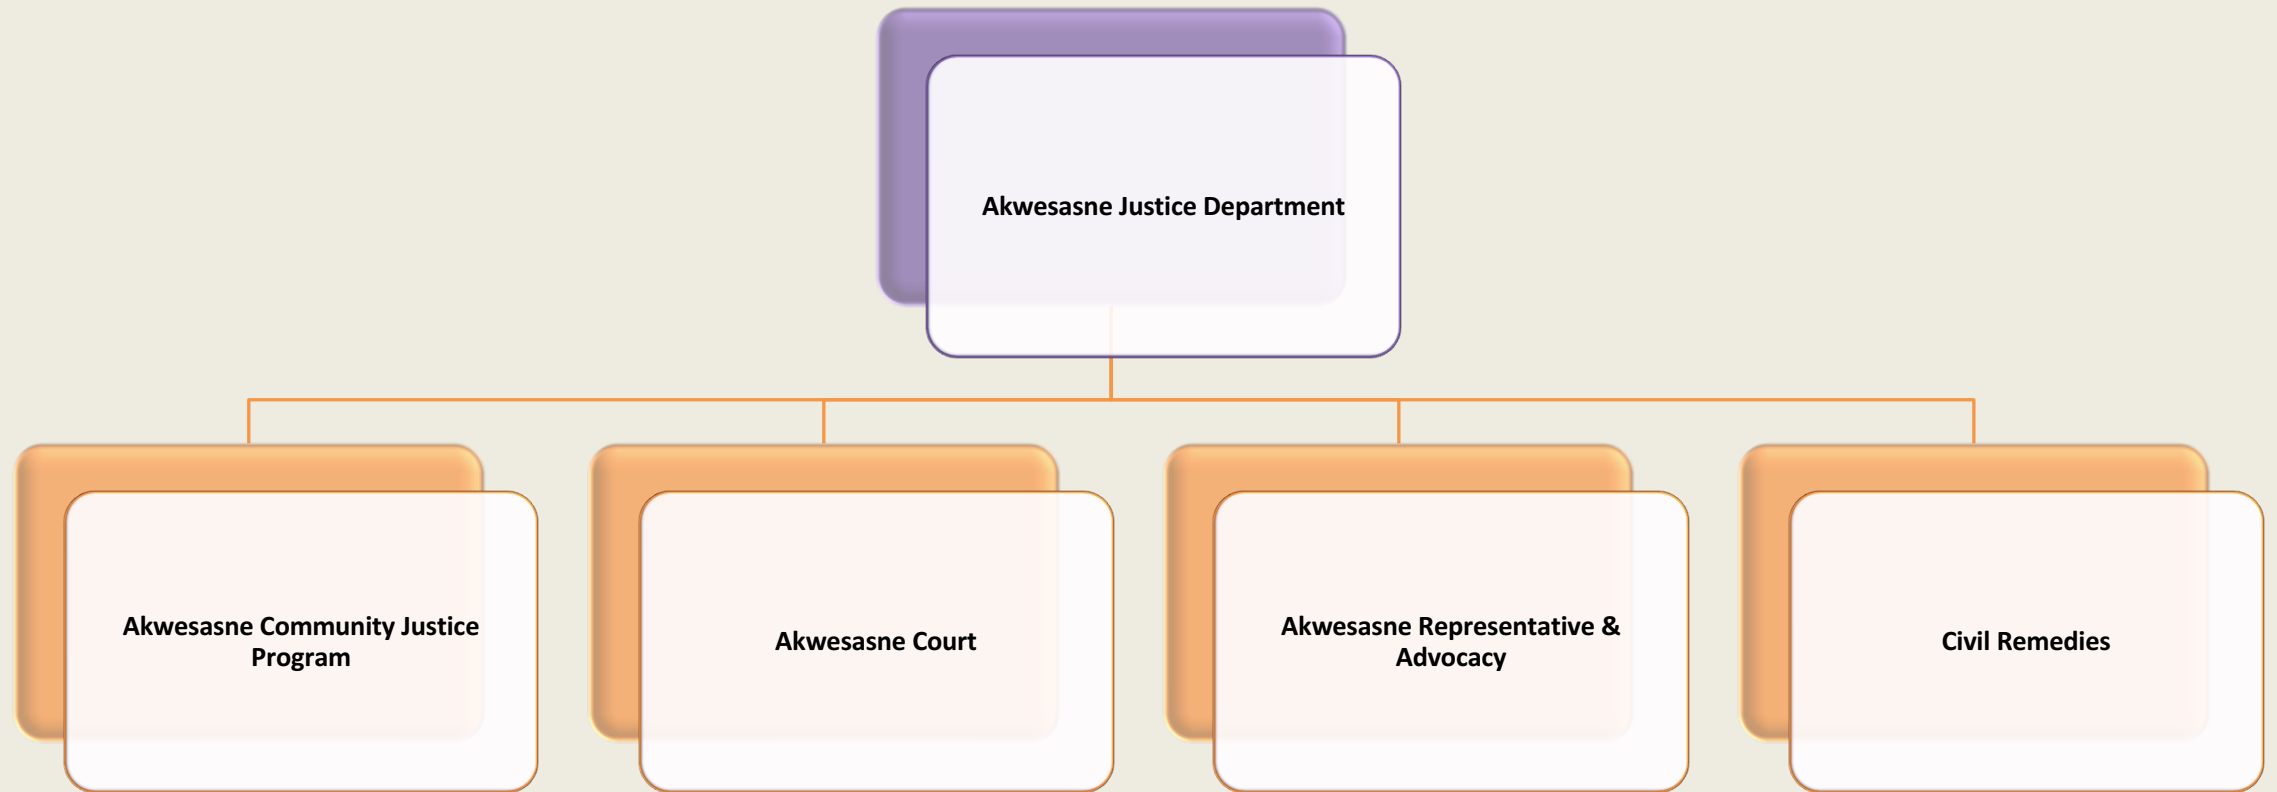 Akwesasne Justice Department
Akwesasne Community Justice
Program
Akwesasne Court
Akwesasne Representative &
Advocacy
Civil Remedies